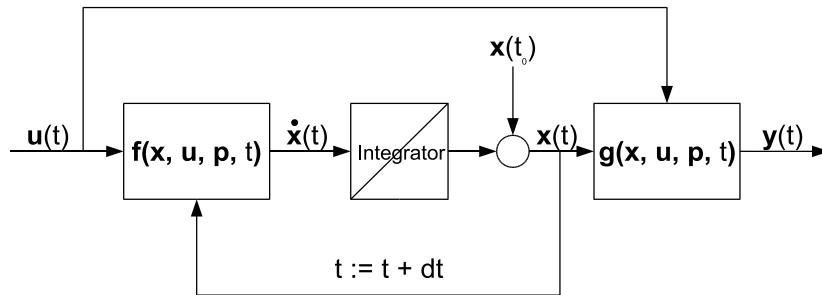 x(t₀)
u(t)
f(x, u, p, t)
ẋ(t)
Integrator
x(t)
g(x, u, p, t)
y(t)
t := t + dt